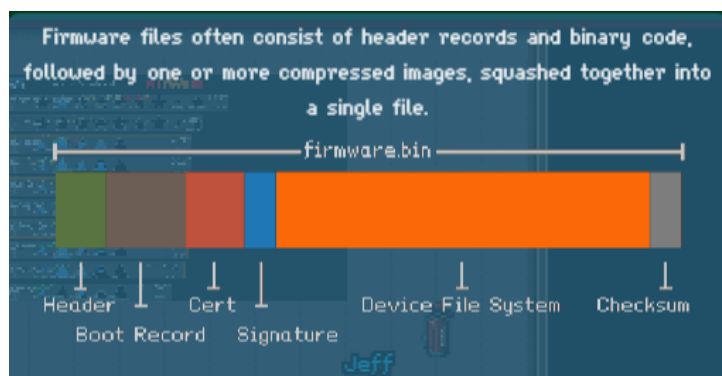 Firmware files often consist of header records and binary code,
followed by one or more compressed images, squashed together into
a single file.
firmware.bin
Header
Cert
Device File System
Checksum
Boot Record
Signature
Jeff